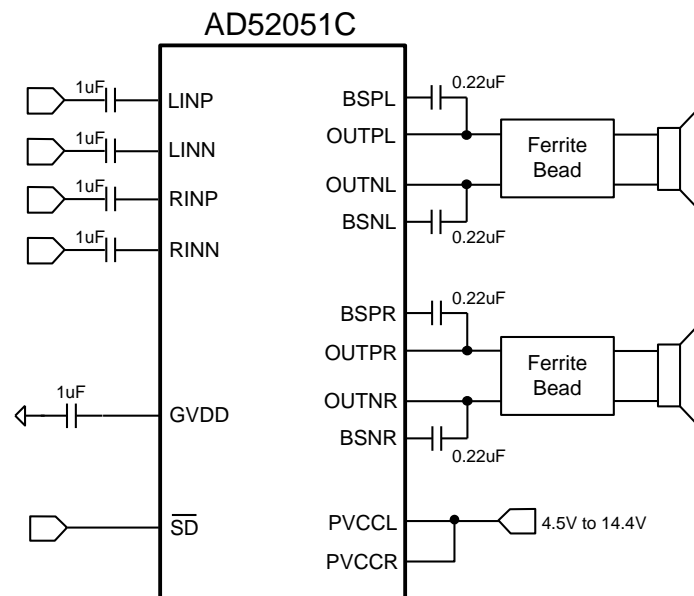 AD52051C
1uF
LINP
1uF
LINN
1uF
RINP
1uF
RINN
1uF
GVDD
SD
BSPL
0.22uF
OUTPL
OUTNL
BSNL
0.22uF
Ferrite
Bead
BSPR
0.22uF
OUTPR
OUTNR
BSNR
0.22uF
Ferrite
Bead
PVCCL
4.5V to 14.4V
PVCCR